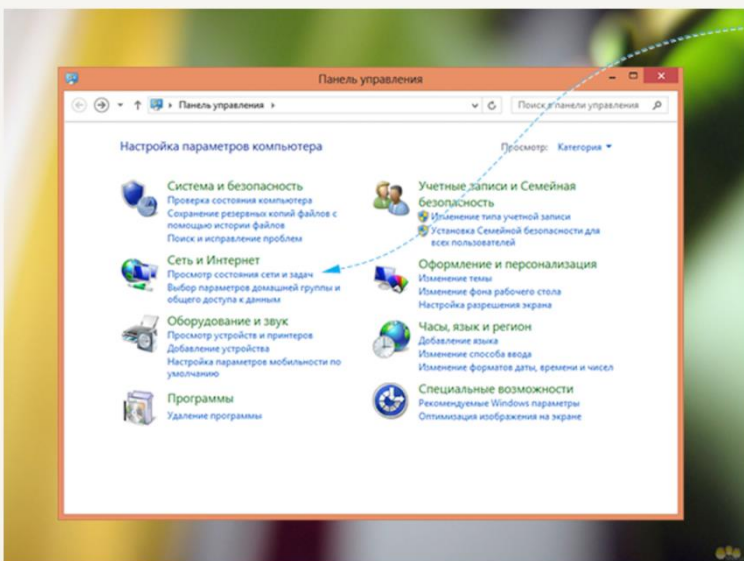 Панель управления
Панель управления
Поиск в панели управления
Настройка параметров компьютера
Просмотр: Категория
Система и безопасность
Проверка состояния компьютера
Сохранение резервных копий файлов с
помощью истории файлов
Поиск и исправление проблем
Сеть и Интернет
Просмотр состояния сети и задач
Выбор параметров домашней группы и
общего доступа к данным
Оборудование и звук
Просмотр устройств и принтеров
Добавление устройства
Настройка параметров мобильности по
умолчанию
Программы
Удаление программы
Учетные записи и Семейная
безопасность
Изменение типа учетной записи
Установка Семейной безопасности для
всех пользователей
Оформление и персонализация
Изменение темы
Изменение фона рабочего стола
Настройка разрешения экрана
Часы, язык и регион
Добавление языка
Изменение способа ввода
Изменение форматов даты, времени и чисел
Специальные возможности
Рекомендуемые Windows параметры
Оптимизация изображения на экране